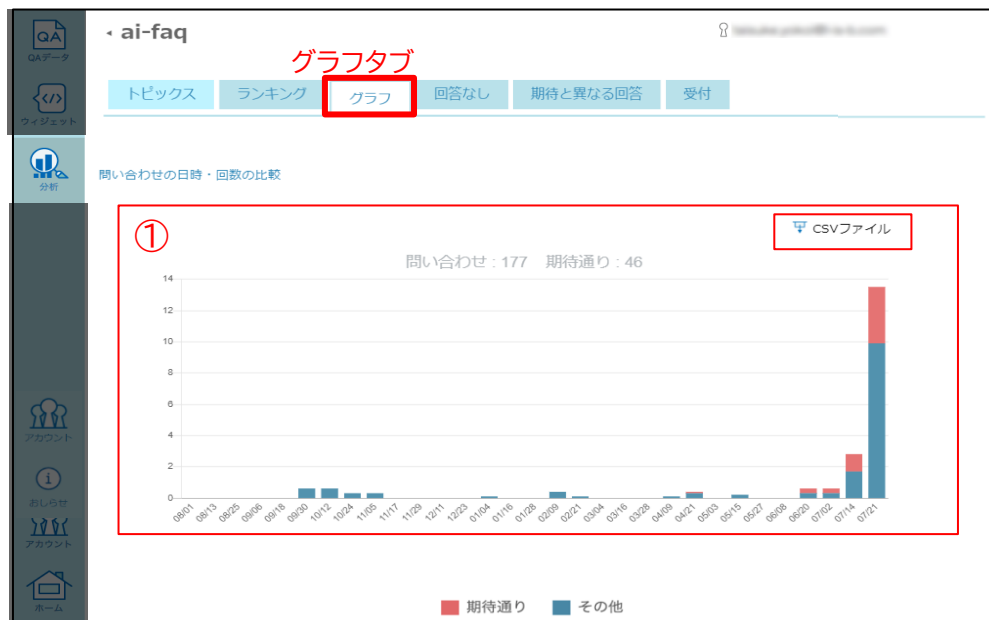 QA
QAデータ
ウィジェット
分析
アカウント
おしらせ
アカウント
ホーム
ai-faq
グラフタブ
トピックス ランキング グラフ 回答なし 期待と異なる回答 受付
問い合わせの日時・回数の比較
①
CSVファイル
問い合わせ : 177 期待通り : 46
14
12
10
8
6
4
2
0
08/01 08/13 08/25 09/06 09/18 09/30 10/12 10/24 11/05 11/17 11/29 12/11 12/23 01/04 01/16 01/28 02/09 02/21 03/04 03/16 03/28 04/09 04/21 05/03 05/15 05/27 06/08 06/20 07/02 07/14 07/21
期待通り その他